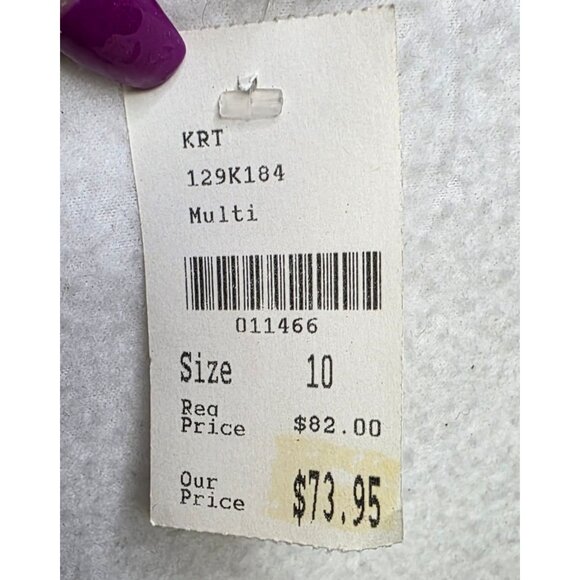 KRT
129K184
Multi
011466
Size 10
Reg
Price $82.00
Our
Price $73.95